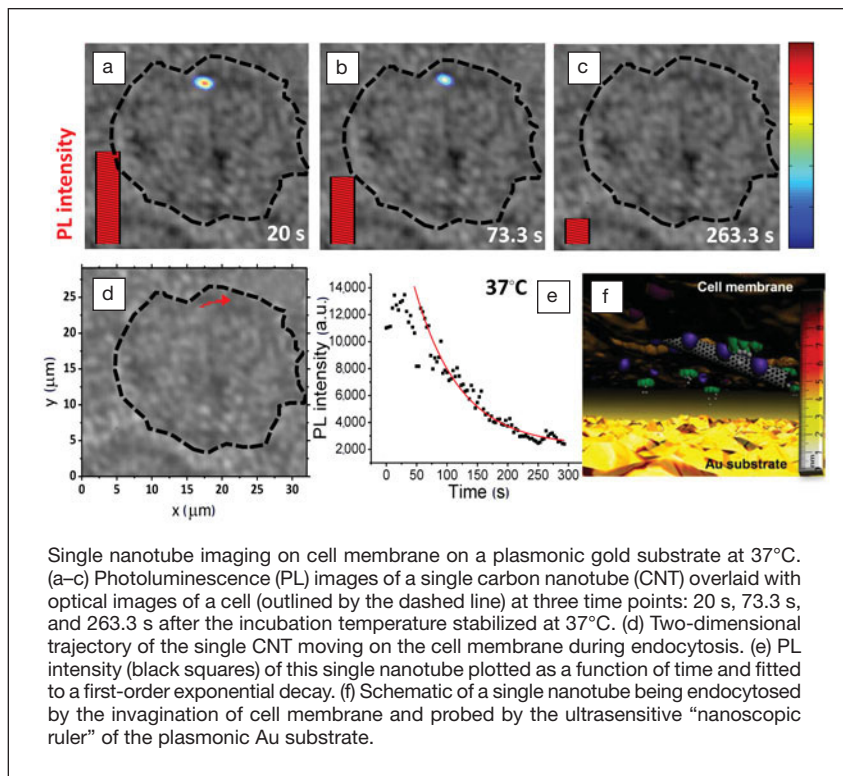 a
b
c
PL intensity
20 s
73.3 s
263.3 s
d
25
20
15
10
5
0
y (μm)
0 5 10 15 20 25 30
x (μm)
e
37°C
14,000
12,000
10,000
8,000
6,000
4,000
2,000
PL intensity (a.u.)
0 50 100 150 200 250 300
Time (s)
f
Cell membrane
Au substrate
Single nanotube imaging on cell membrane on a plasmonic gold substrate at 37°C.
(a–c) Photoluminescence (PL) images of a single carbon nanotube (CNT) overlaid with
optical images of a cell (outlined by the dashed line) at three time points: 20 s, 73.3 s,
and 263.3 s after the incubation temperature stabilized at 37°C. (d) Two-dimensional
trajectory of the single CNT moving on the cell membrane during endocytosis. (e) PL
intensity (black squares) of this single nanotube plotted as a function of time and fitted
to a first-order exponential decay. (f) Schematic of a single nanotube being endocytosed
by the invagination of cell membrane and probed by the ultrasensitive “nanoscopic
ruler” of the plasmonic Au substrate.